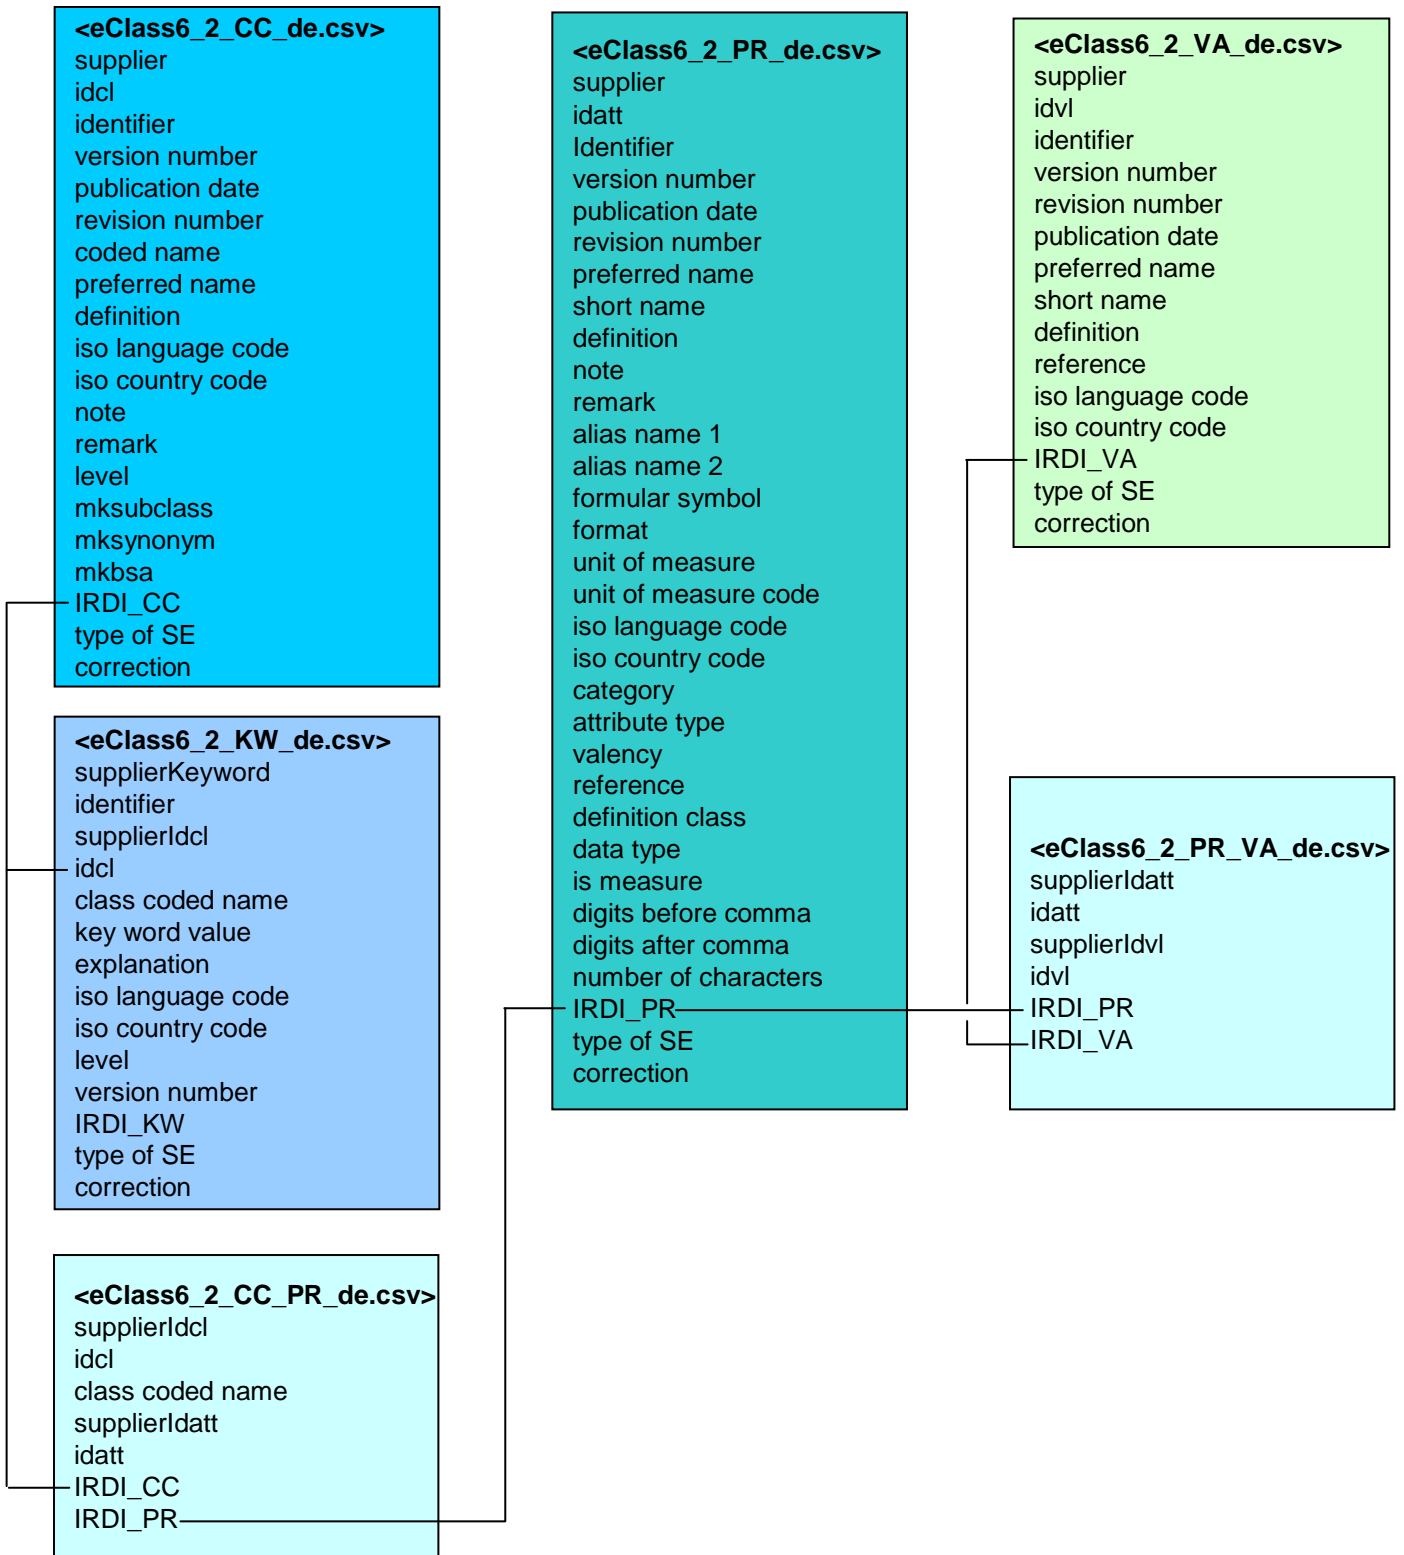 <eClass6_2_CC_de.csv>
supplier
idcl
identifier
version number
publication date
revision number
coded name
preferred name
definition
iso language code
iso country code
note
remark
level
mksubclass
mksynonym
mkbsa
IRDI_CC
type of SE
correction
<eClass6_2_KW_de.csv>
supplierKeyword
identifier
supplierIdcl
idcl
class coded name
key word value
explanation
iso language code
iso country code
level
version number
IRDI_KW
type of SE
correction
<eClass6_2_CC_PR_de.csv>
supplierIdcl
idcl
class coded name
supplierIdatt
idatt
IRDI_CC
IRDI_PR
<eClass6_2_PR_de.csv>
supplier
idatt
Identifier
version number
publication date
revision number
preferred name
short name
definition
note
remark
alias name 1
alias name 2
formular symbol
format
unit of measure
unit of measure code
iso language code
iso country code
category
attribute type
valency
reference
definition class
data type
is measure
digits before comma
digits after comma
number of characters
IRDI_PR
type of SE
correction
<eClass6_2_VA_de.csv>
supplier
idvl
identifier
version number
revision number
publication date
preferred name
short name
definition
reference
iso language code
iso country code
IRDI_VA
type of SE
correction
<eClass6_2_PR_VA_de.csv>
supplierIdatt
idatt
supplierIdvl
idvl
IRDI_PR
IRDI_VA